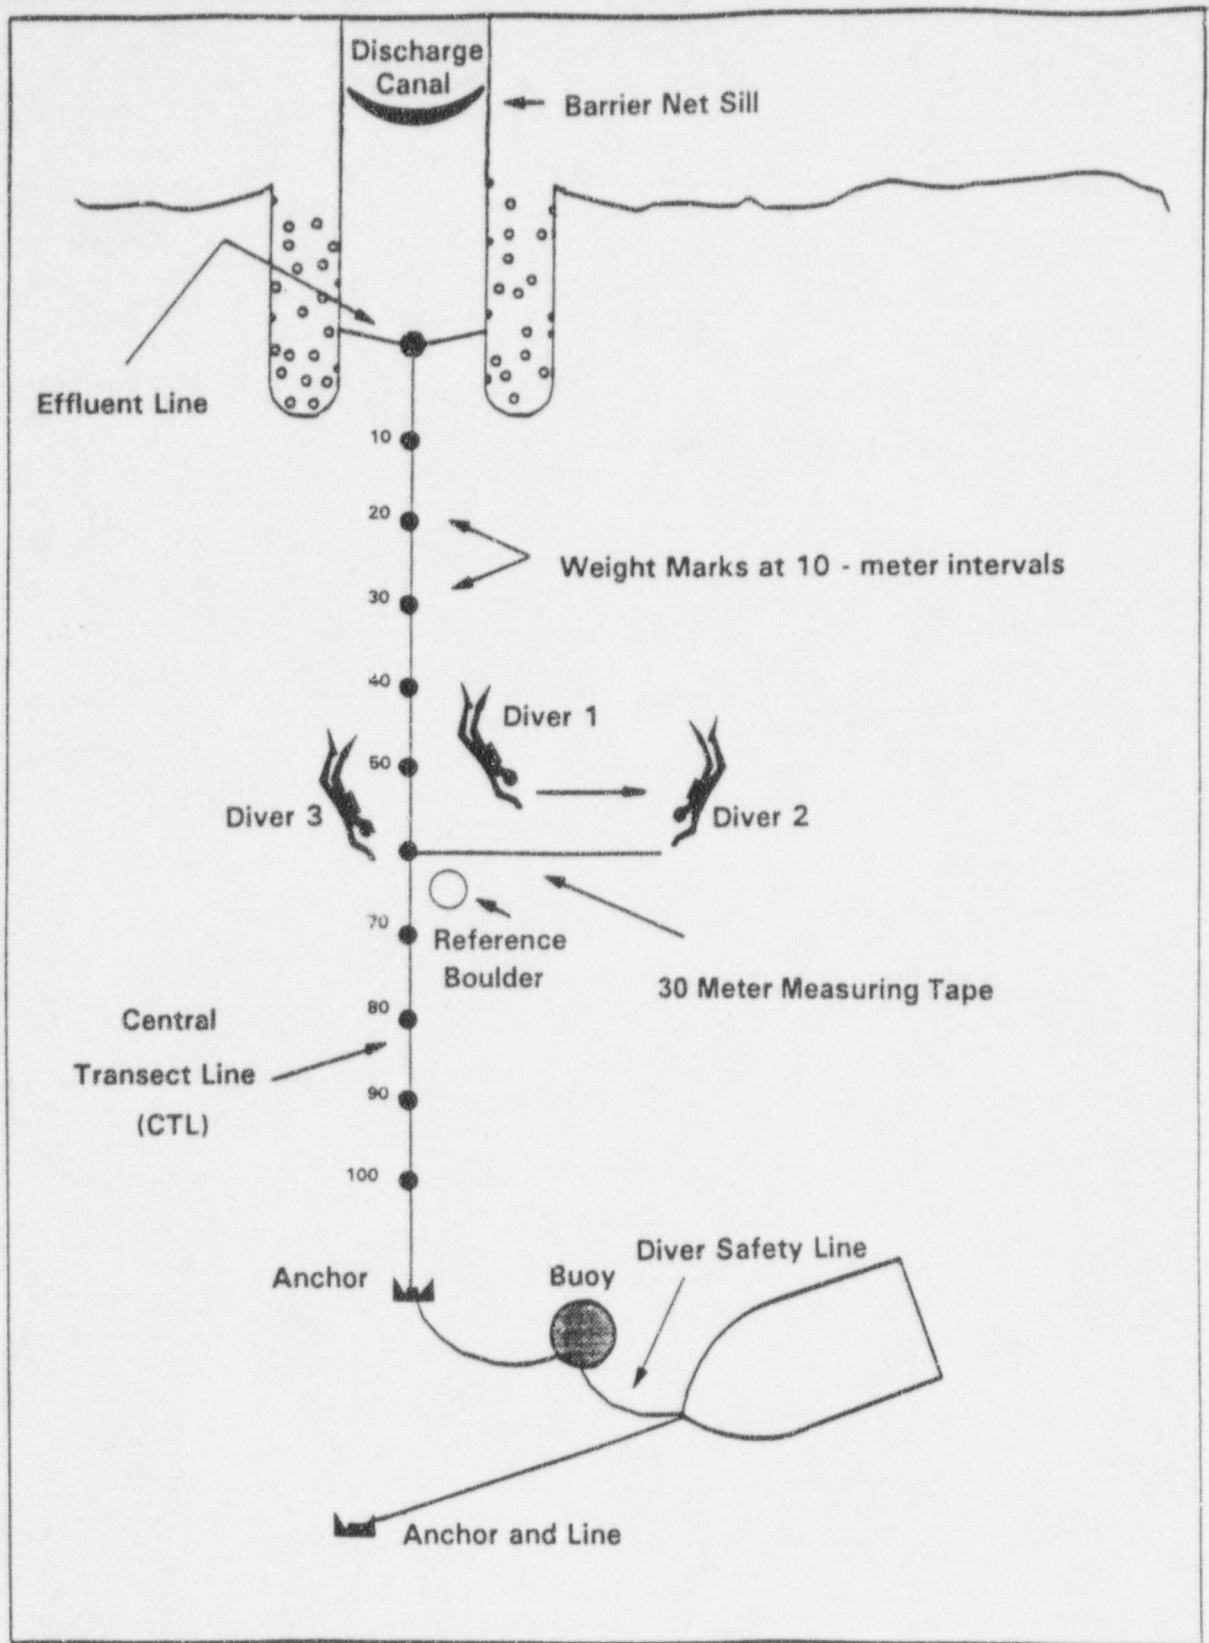 Discharge
Canal
Barrier Net Sill
Effluent Line
10
20
Weight Marks at 10 - meter intervals
30
40
Diver 1
50
Diver 3
Diver 2
70
Reference
Boulder
30 Meter Measuring Tape
80
Central
Transect Line
(CTL)
90
100
Diver Safety Line
Anchor
Buoy
Anchor and Line